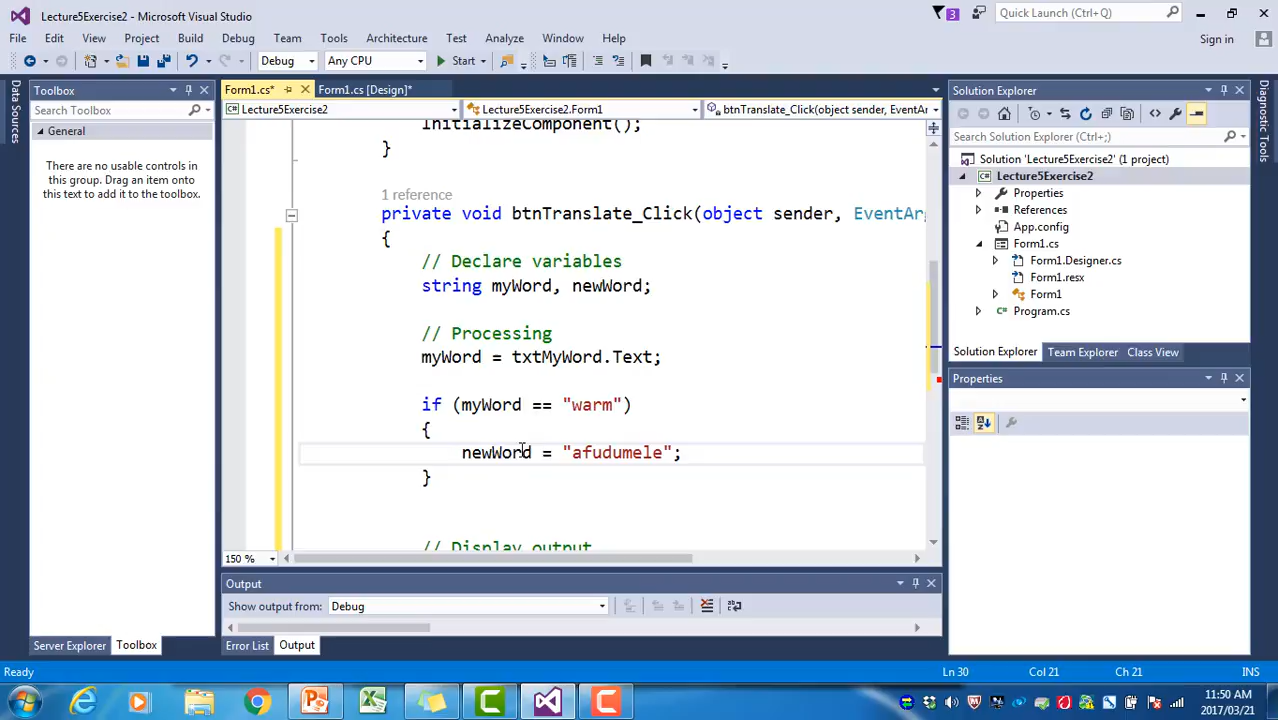 Lecture5Exercise2 - Microsoft Visual Studio
3
Quick Launch (Ctrl+Q)
File Edit View Project Build Debug Team Tools Architecture Test Analyze Window Help
Sign in
Debug Any CPU Start
Data Sources
Toolbox
Search Toolbox
General
There are no usable controls in
this group. Drag an item onto
this text to add it to the toolbox.
Server Explorer Toolbox
Form1.cs* Form1.cs [Design]*
Lecture5Exercise2 Lecture5Exercise2.Form1 btnTranslate_Click(object sender, EventAr
InitializeComponent();
}
1 reference
private void btnTranslate_Click(object sender, EventAr
{
// Declare variables
string myWord, newWord;
// Processing
myWord = txtMyWord.Text;
if (myWord == "warm")
{
newWord = "afudumele";
}
// Display output
150 %
Output
Show output from: Debug
Error List Output
Solution Explorer
Search Solution Explorer (Ctrl+;)
Solution 'Lecture5Exercise2' (1 project)
Lecture5Exercise2
Properties
References
App.config
Form1.cs
Form1.Designer.cs
Form1.resx
Form1
Program.cs
Solution Explorer Team Explorer Class View
Properties
Diagnostic Tools
Ready Ln 30 Col 21 Ch 21 INS
11:50 AM
2017/03/21